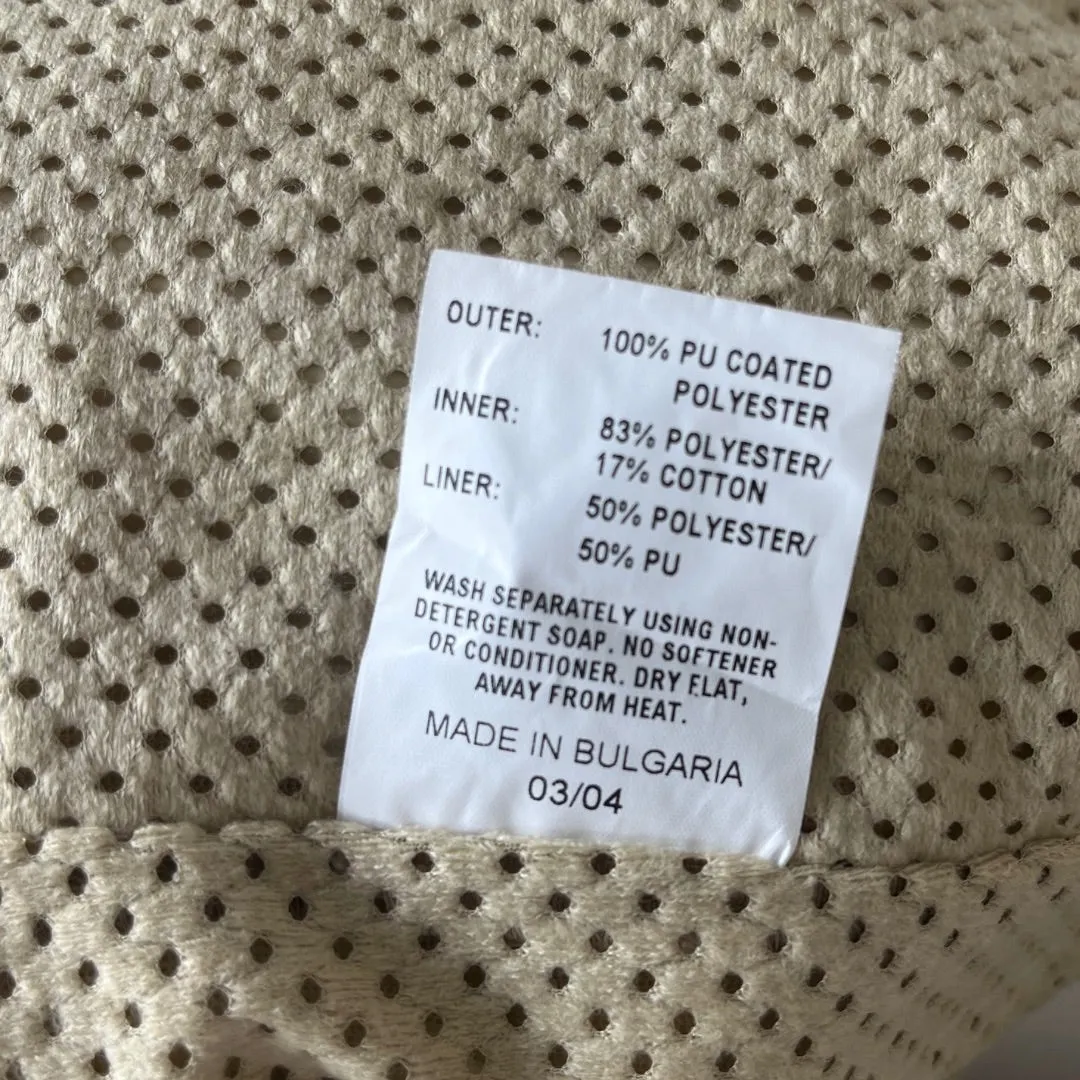 OUTER: 100% PU COATED
POLYESTER
INNER: 83% POLYESTER/
17% COTTON
LINER: 50% POLYESTER/
50% PU
WASH SEPARATELY USING NON-
DETERGENT SOAP. NO SOFTENER
OR CONDITIONER. DRY FLAT,
AWAY FROM HEAT.
MADE IN BULGARIA
03/04